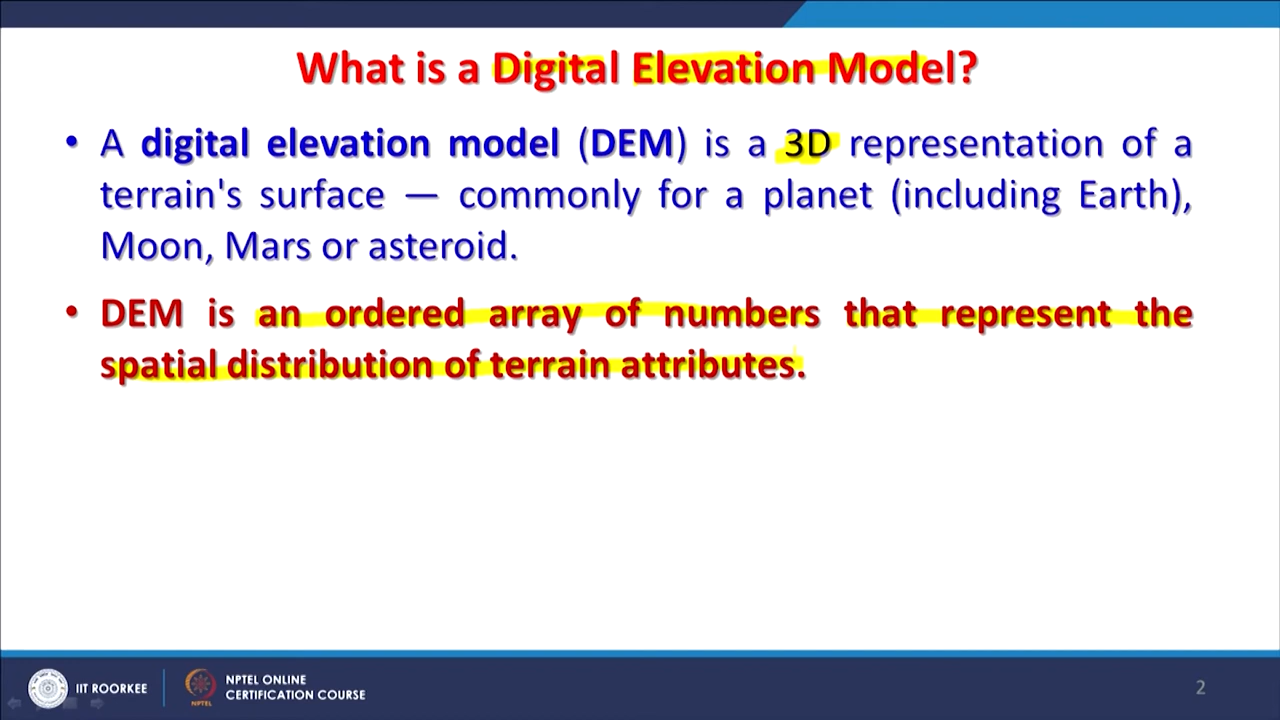 What is a Digital Elevation Model?
• A digital elevation model (DEM) is a 3D representation of a
terrain's surface — commonly for a planet (including Earth),
Moon, Mars or asteroid.
• DEM is an ordered array of numbers that represent the
spatial distribution of terrain attributes.
IIT ROORKEE
NPTEL
NPTEL ONLINE
CERTIFICATION COURSE
2